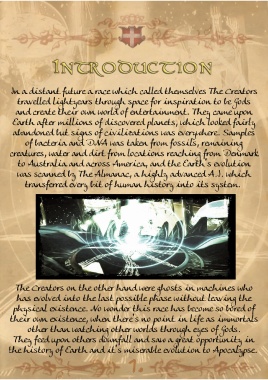 Introduction
In a distant future a race which called themselves The Creators
travelled lightyears through space for inspiration to be Gods
and create their own world of entertainment. They came upon
Earth after millions of discovered planets, which looked fairly
abandoned but signs of civilizations was everywhere. Samples
of bacteria and DNA was taken from fossils, remaining
creatures, water and dirt from locations reaching from Denmark
to Australia and across America, and the Earth's evolution
was scanned by The Almanac, a highly advanced A.I. which
transferred every bit of human history into its system.
The Creators on the other hand were ghosts in machines who
has evolved into the last possible phase without leaving the
physical existence. No wonder this race has become so bored of
their own existence, when there's no point in life as immortals
other than watching other worlds through eyes of Gods.
They feed upon others downfall and saw a great opportunity in
the history of Earth and it's miserable evolution to Apocalypse.